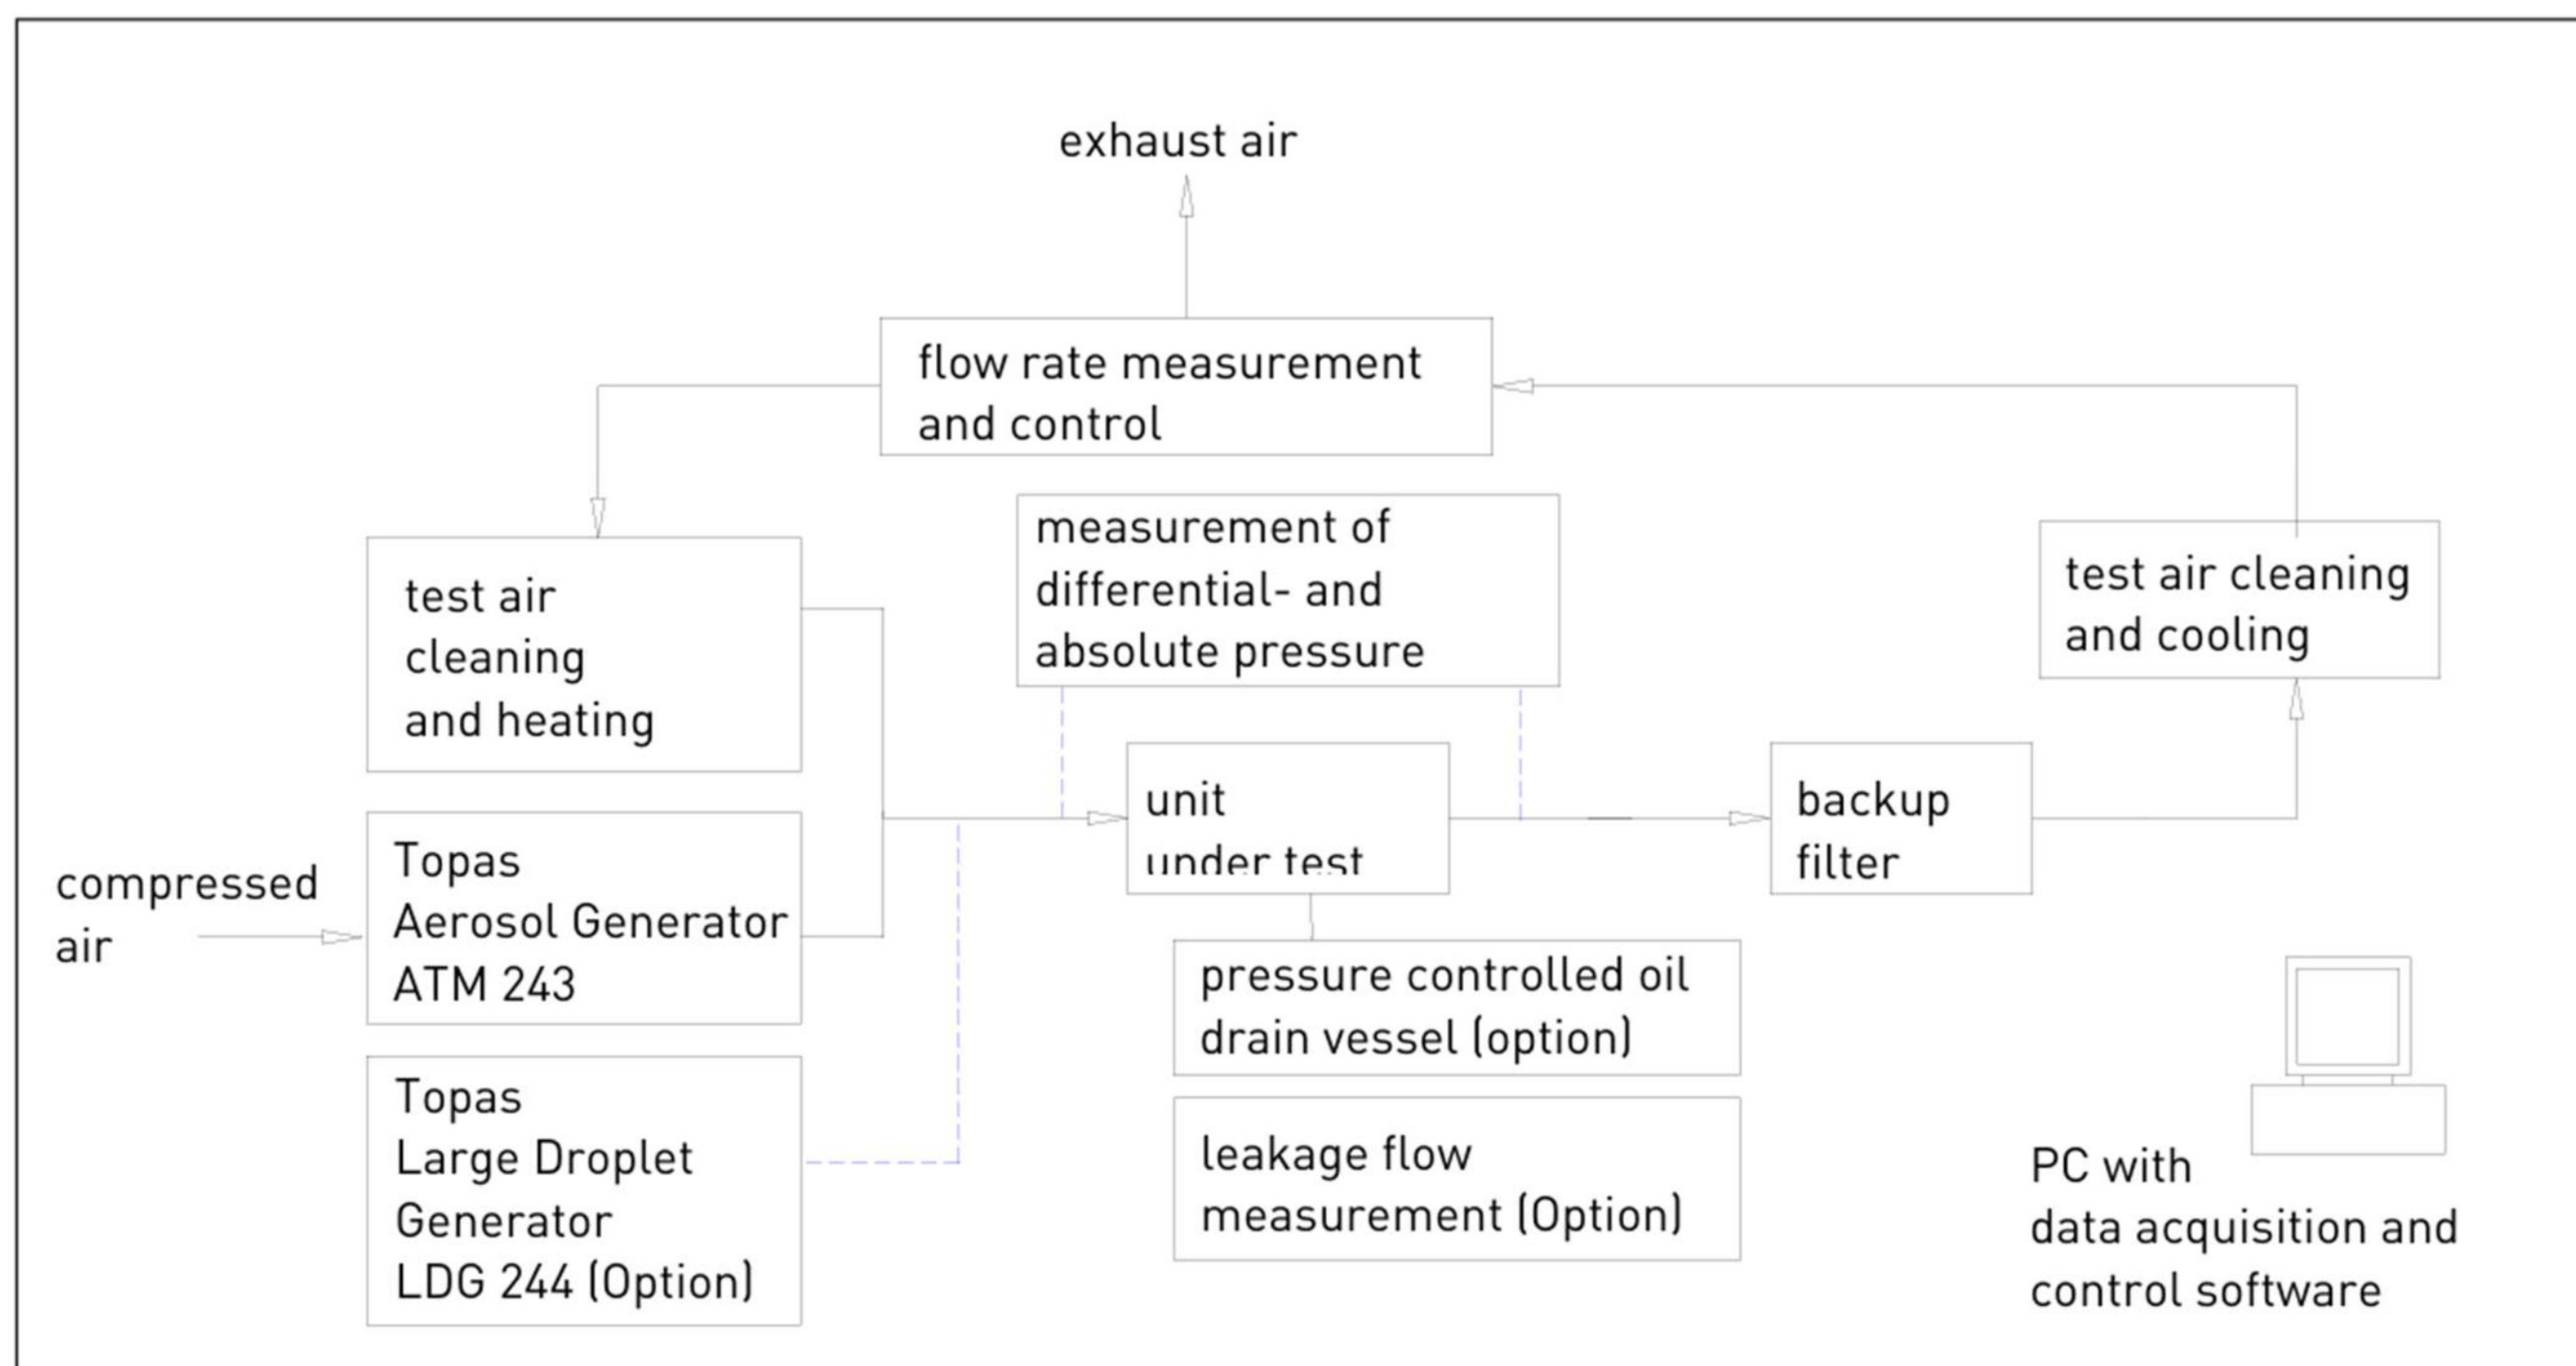 exhaust air
flow rate measurement
and control
measurement of
differential- and
absolute pressure
test air
cleaning
and heating
test air cleaning
and cooling
unit
under test
backup
filter
compressed
air
Topas
Aerosol Generator
ATM 243
pressure controlled oil
drain vessel (option)
Topas
Large Droplet
Generator
LDG 244 (Option)
leakage flow
measurement (Option)
PC with
data acquisition and
control software